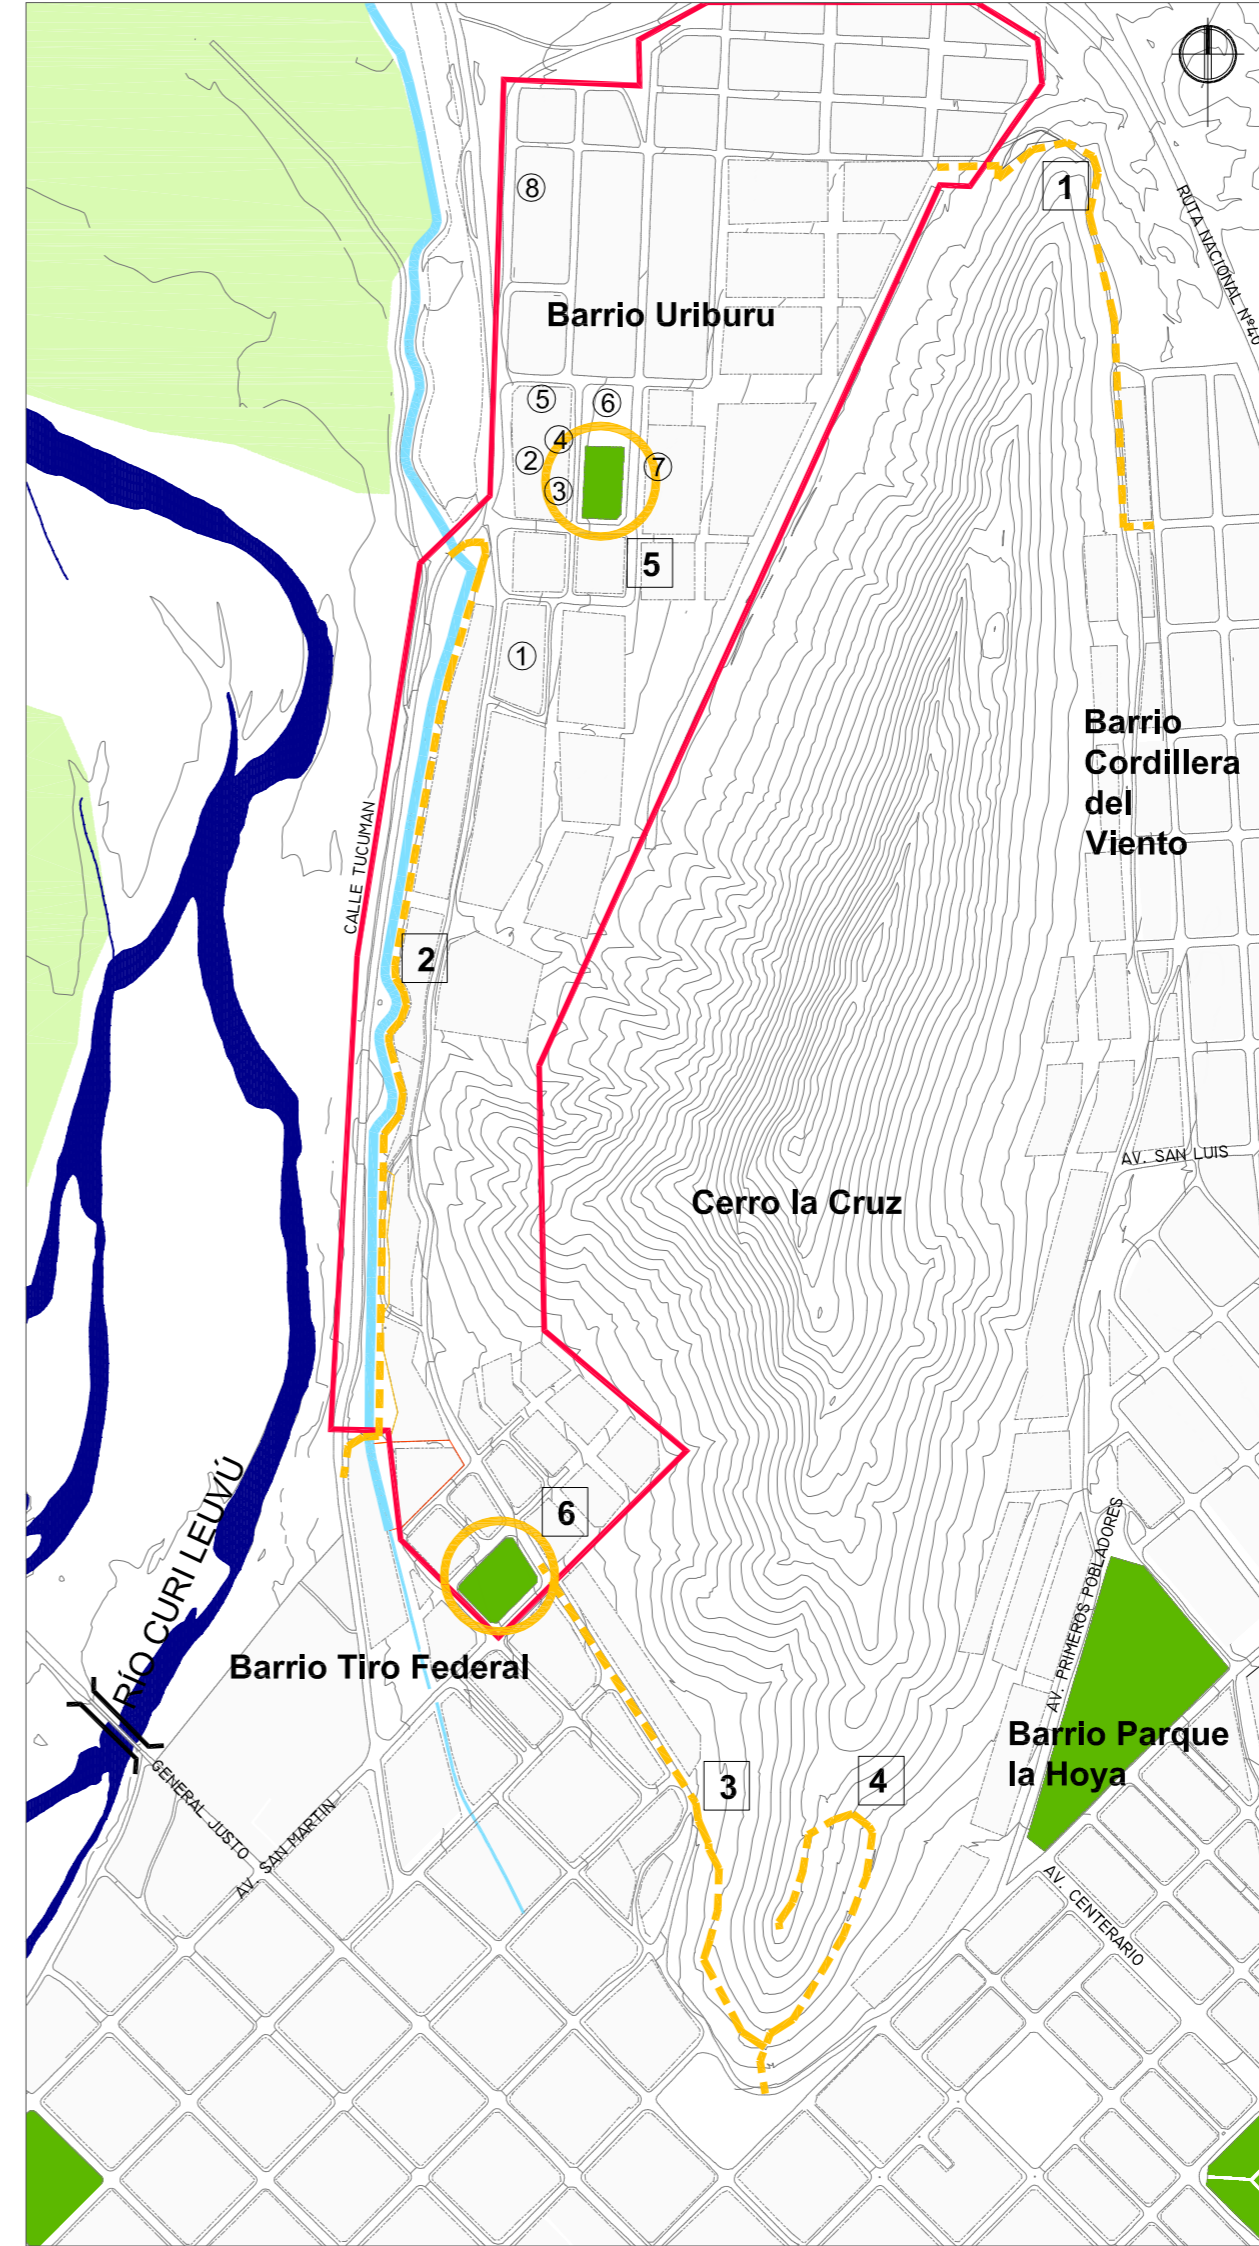 1
RUTA NACIONAL Nº40
8
Barrio Uriburu
5
6
4
2
7
3
5
1
Barrio
Cordillera
del
Viento
CALLE TUCUMAN
2
AV. SAN LUIS
Cerro la Cruz
6
RÍO CURI LEUVÚ
AV. PRIMEROS POBLADORES
Barrio Tiro Federal
Barrio Parque
la Hoya
3
4
GENERAL JUSTO
AV. SAN MARTIN
AV. CENTERARIO